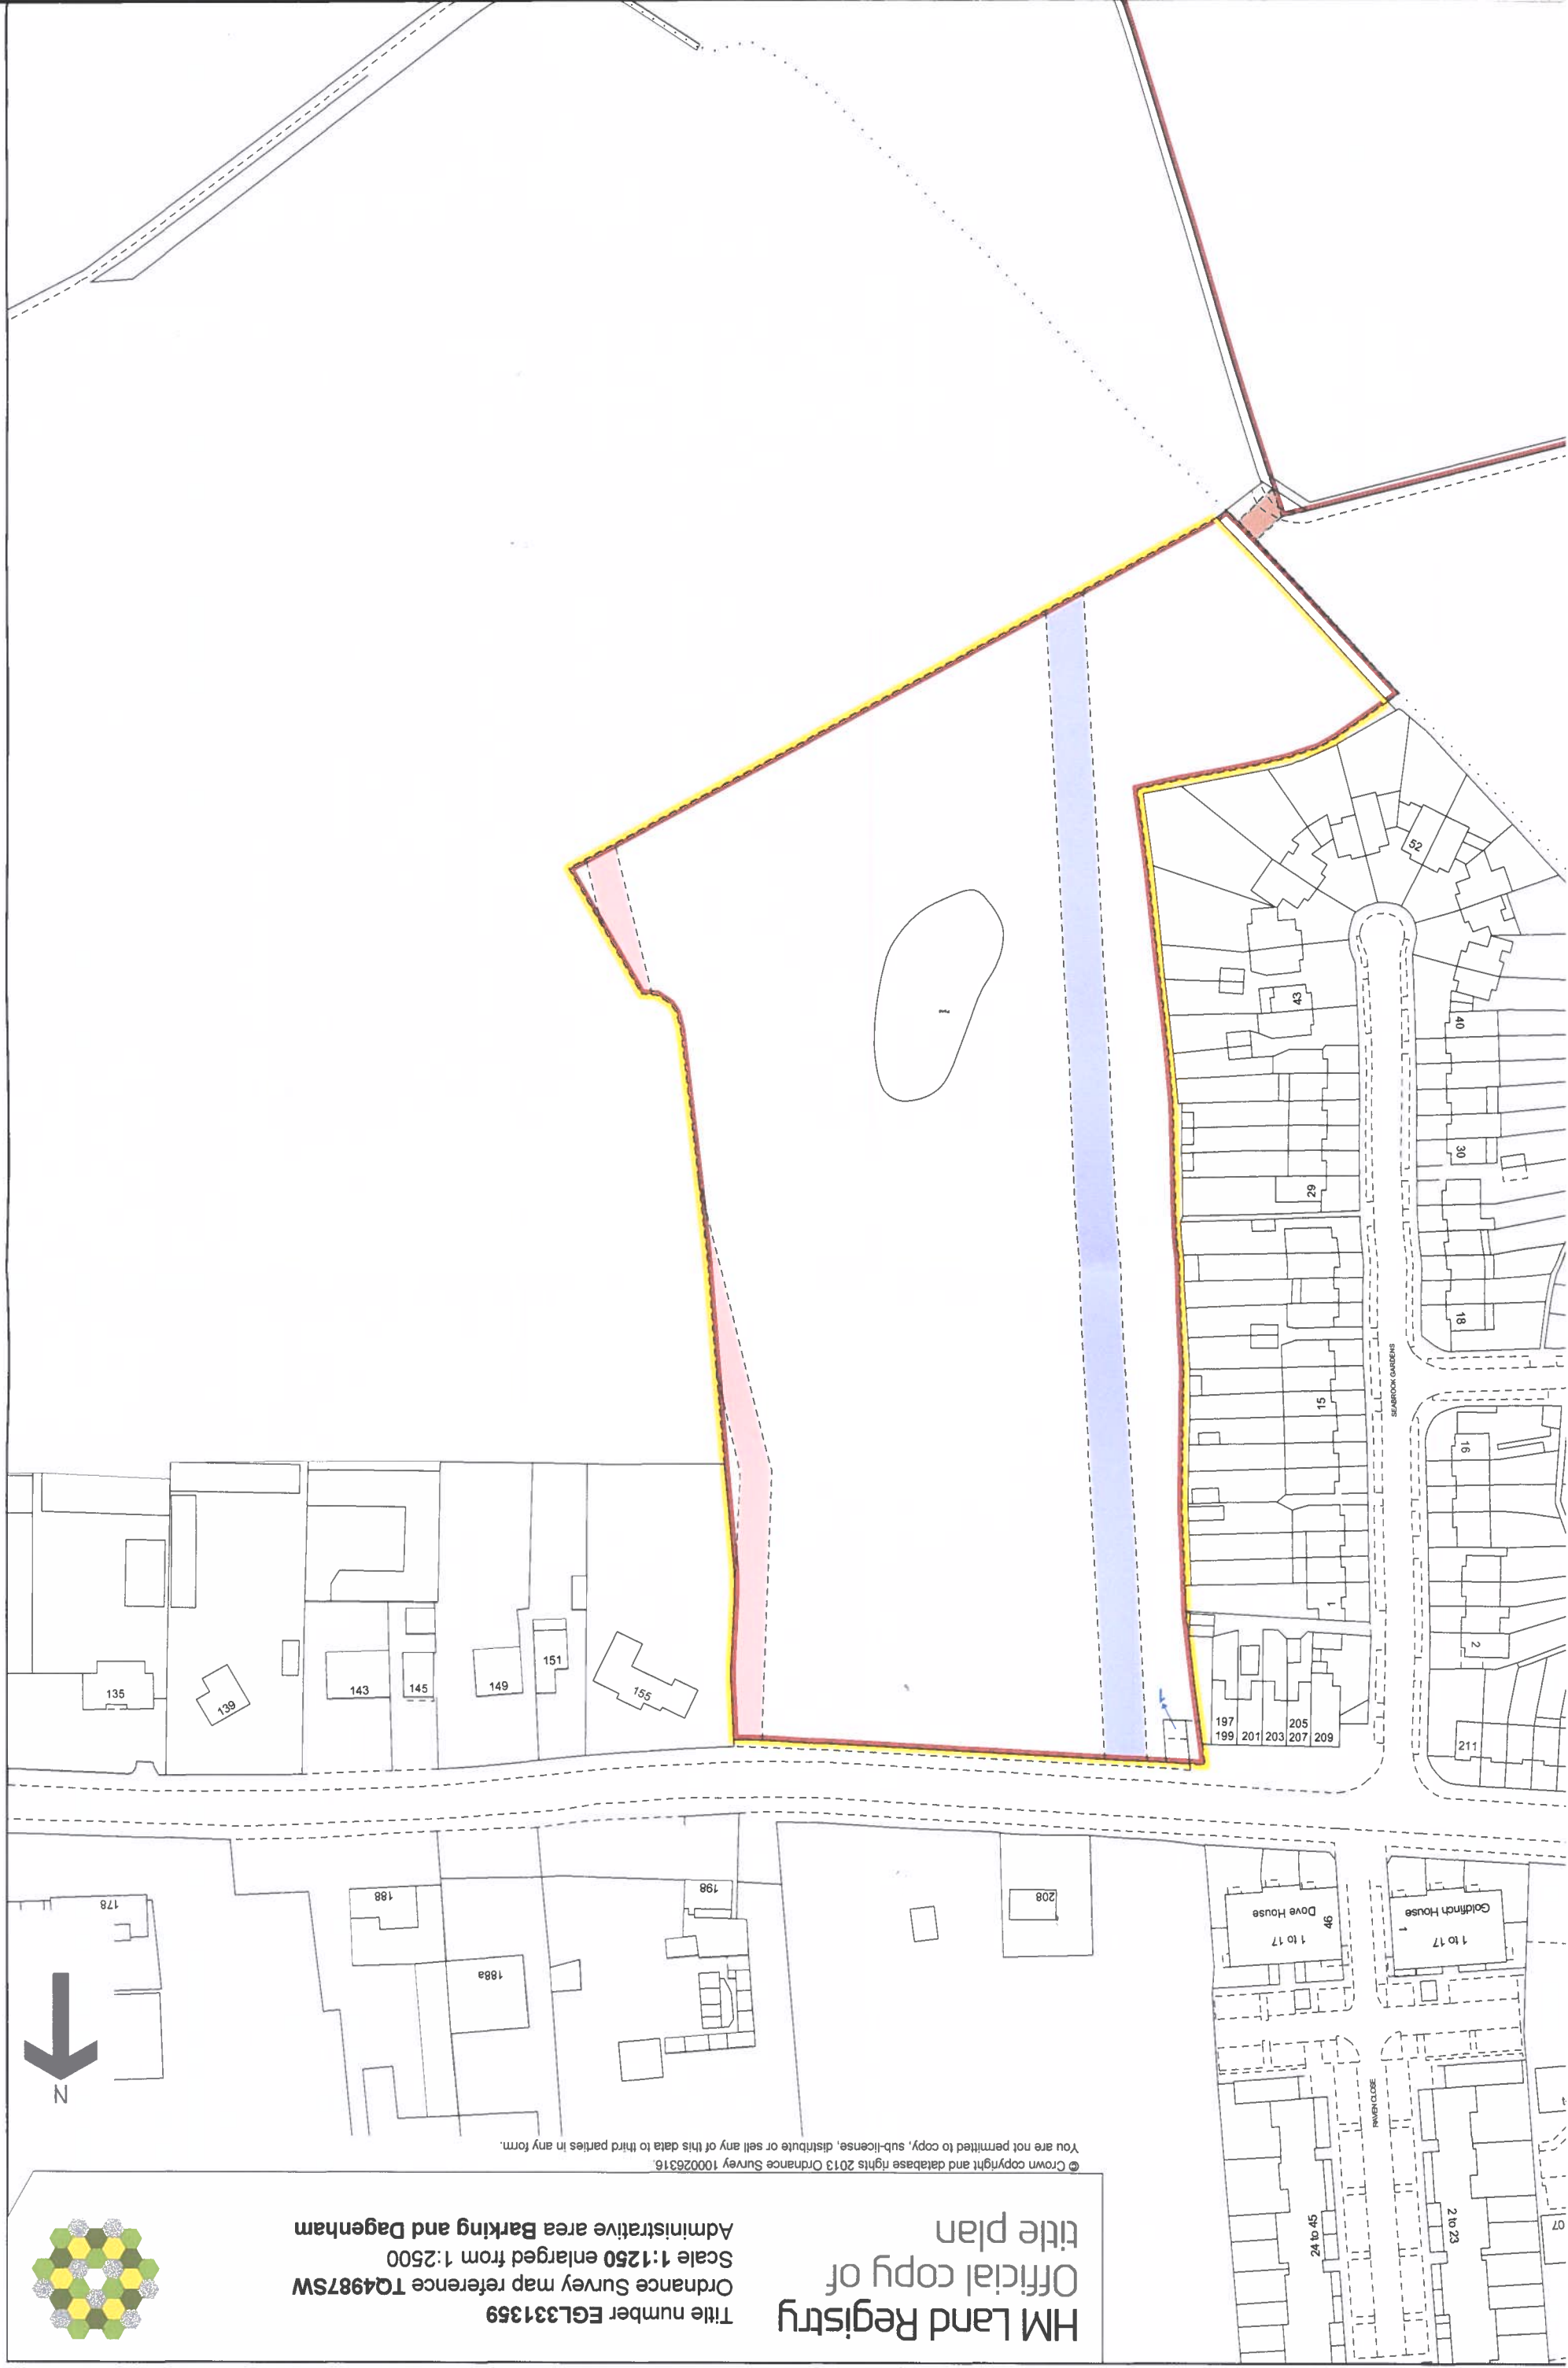 HM Land Registry
Official copy of
title plan
Title number EGL331359
Ordnance Survey map reference TQ4987SW
Scale 1:1250 enlarged from 1:2500
Administrative area Barking and Dagenham
© Crown copyright and database rights 2013 Ordnance Survey 100026316.
You are not permitted to copy, sub-license, distribute or sell any of this data to third parties in any form.
N
24 to 45
2 to 23
07
RAVEN CLOSE
1 to 17
Dove House
46
1 to 17
Goldfinch House
1
178
188
188a
198
208
135
139
143
145
149
151
155
197
199
201
203
205
207
209
211
1
2
15
16
18
SEABROOK GARDENS
29
30
40
43
52
Pond